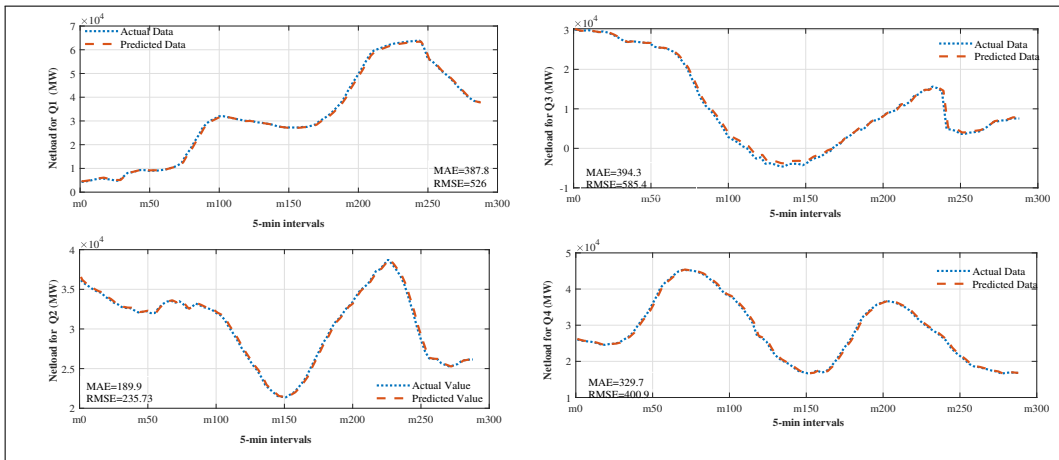 ×10⁴
7
6
5
4
3
2
1
0
Netload for Q1 (MW)
Actual Data
Predicted Data
MAE=387.8
RMSE=526
m0 m50 m100 m150 m200 m250 m300
5-min intervals
×10⁴
3
2
1
0
-1
Netload for Q3 (MW)
Actual Data
Predicted Data
MAE=394.3
RMSE=585.4
m0 m50 m100 m150 m200 m250 m300
5-min intervals
×10⁴
4
3.5
3
2.5
2
Netload for Q2 (MW)
MAE=189.9
RMSE=235.73
Actual Value
Predicted Value
m0 m50 m100 m150 m200 m250 m300
5-min intervals
×10⁴
5
4
3
2
1
Netload for Q4 (MW)
Actual Data
Predicted Data
MAE=329.7
RMSE=400.9
m0 m50 m100 m150 m200 m250 m300
5-min intervals